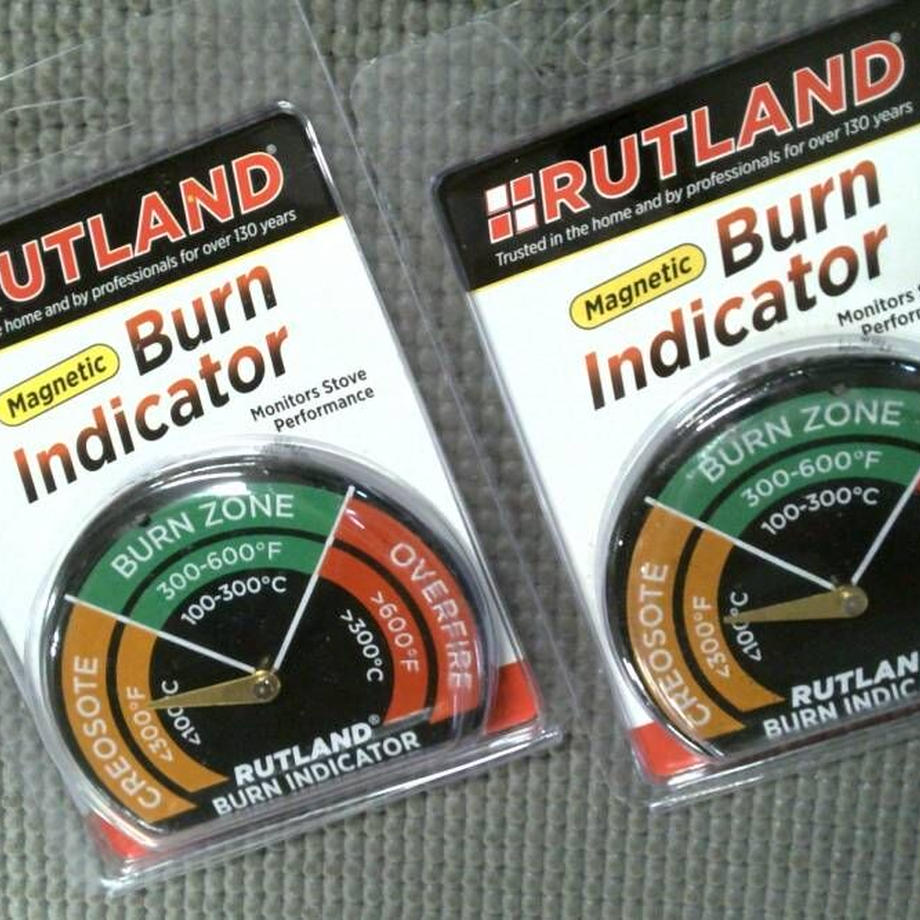 UTLAND®
home and by professionals for over 130 years
Magnetic
Burn
Indicator
Monitors Stove
Performance
BURN ZONE
300-600°F
100-300°C
OVERFIRE
>600°F
>300°C
CREOSOTE
<300°F
<100°C
RUTLAND®
BURN INDICATOR
RUTLAND®
Trusted in the home and by professionals for over 130 years
Magnetic
Burn
Indicator
Monitors
Perfor
BURN ZONE
300-600°F
100-300°C
CREOSOTE
<300°F
<100°C
RUTLAN
BURN INDIC